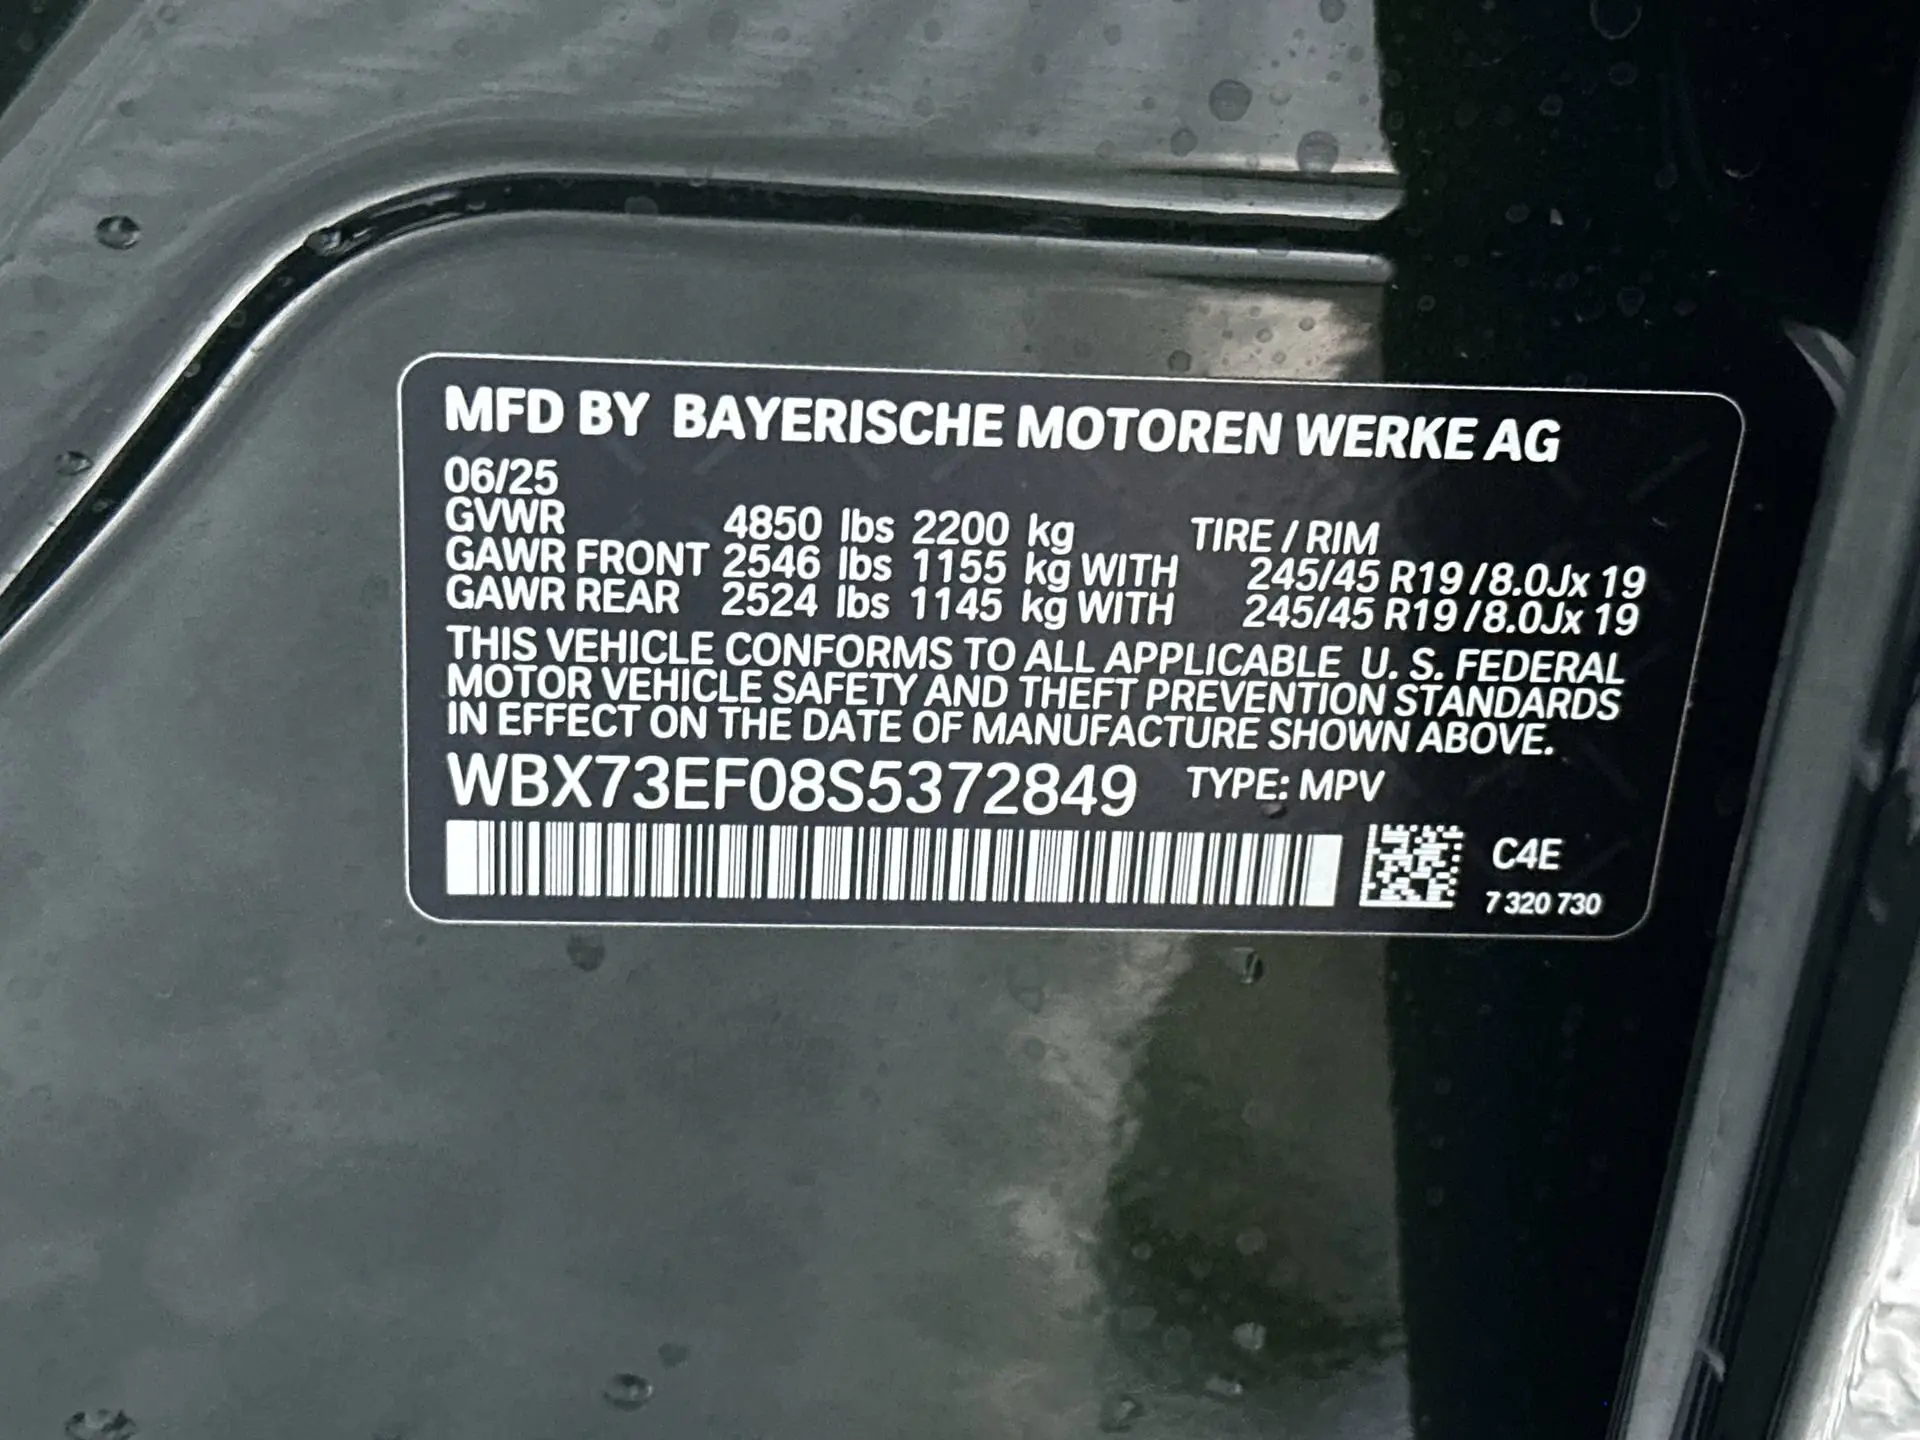 MFD BY BAYERISCHE MOTOREN WERKE AG
06/25
GVWR 4850 lbs 2200 kg TIRE / RIM
GAWR FRONT 2546 lbs 1155 kg WITH 245/45 R19 / 8.0Jx 19
GAWR REAR 2524 lbs 1145 kg WITH 245/45 R19 / 8.0Jx 19
THIS VEHICLE CONFORMS TO ALL APPLICABLE U. S. FEDERAL
MOTOR VEHICLE SAFETY AND THEFT PREVENTION STANDARDS
IN EFFECT ON THE DATE OF MANUFACTURE SHOWN ABOVE.
WBX73EF08S5372849 TYPE: MPV
C4E
7 320 730